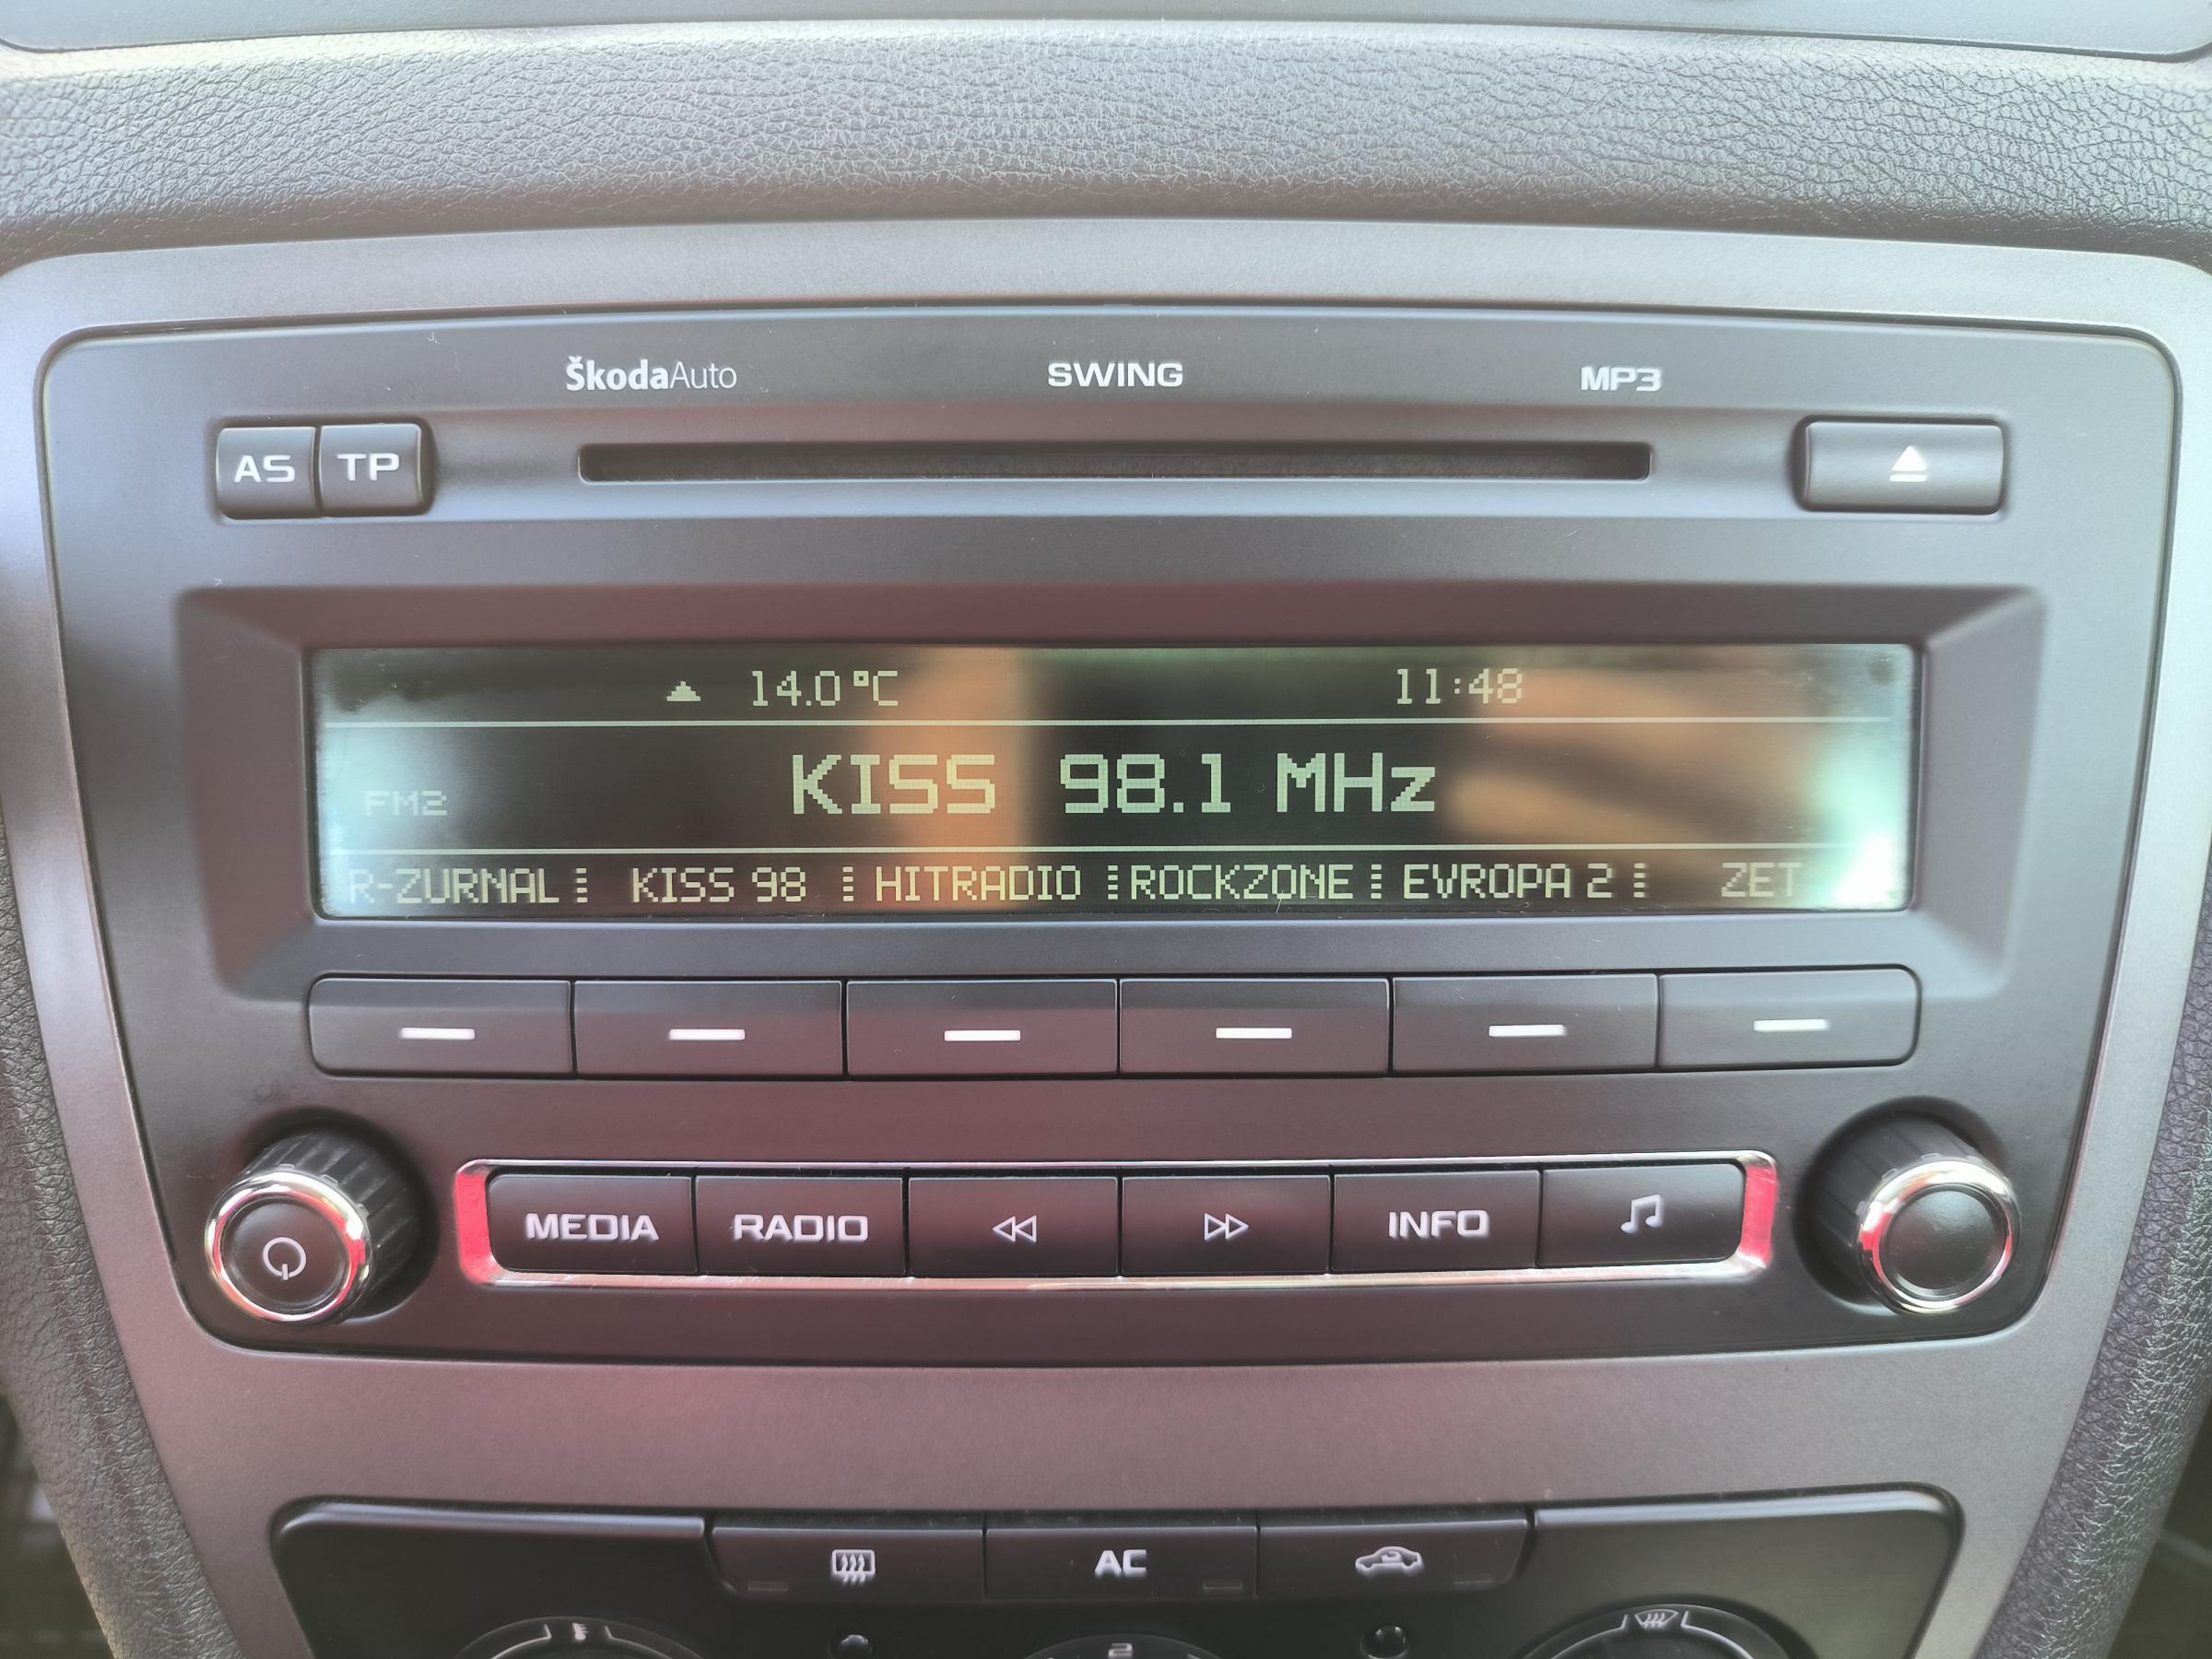 ŠkodaAuto SWING MP3
AS TP
14.0°C 11:48
KISS 98.1 MHz
FM2
R-ZURNAL KISS 98 HITRADIO ROCKZONE EVROPA 2 ZET
MEDIA RADIO INFO
AC
2